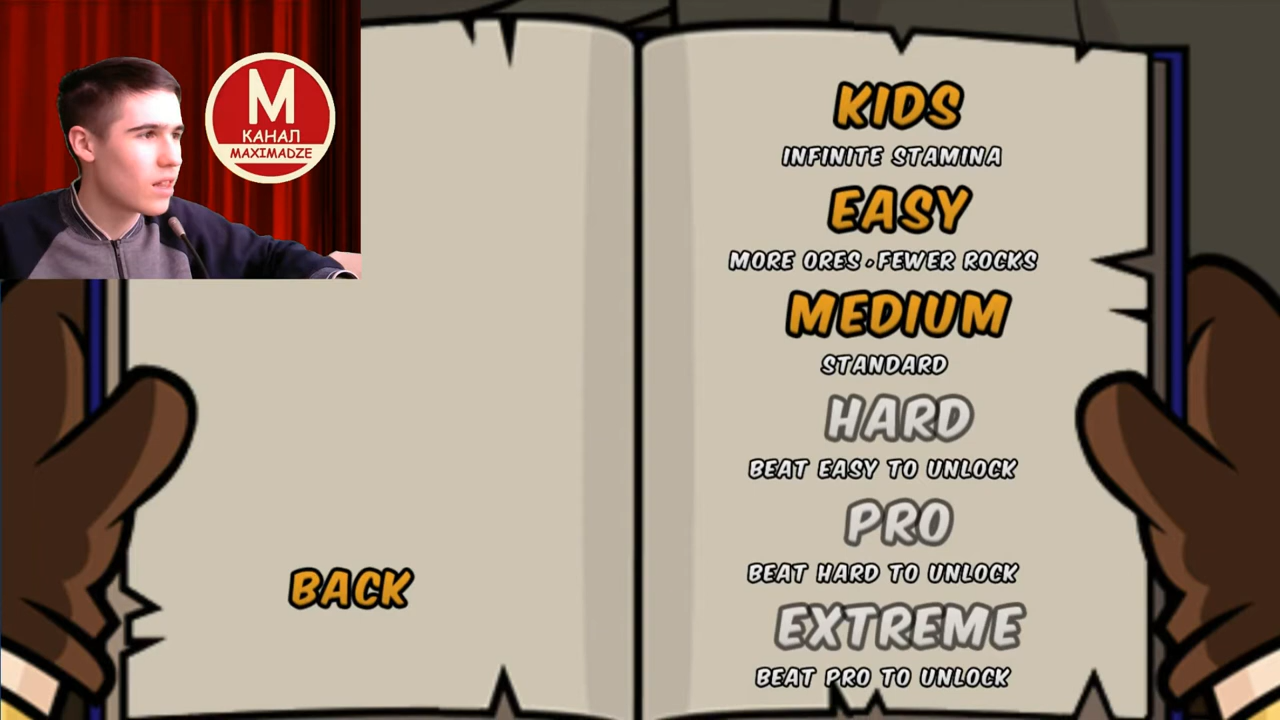 M
КАНАЛ
MAXIMADZE
KIDS
INFINITE STAMINA
EASY
MORE ORES · FEWER ROCKS
MEDIUM
STANDARD
HARD
BEAT EASY TO UNLOCK
PRO
BEAT HARD TO UNLOCK
EXTREME
BEAT PRO TO UNLOCK
BACK